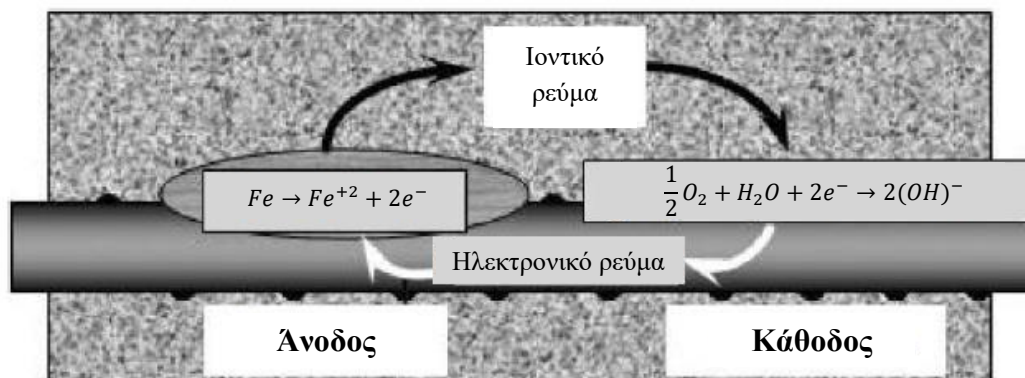 Ιοντικό
ρεύμα
Fe → Fe⁺² + 2e⁻
½O₂ + H₂O + 2e⁻ → 2(OH)⁻
Ηλεκτρονικό ρεύμα
Άνοδος
Κάθοδος